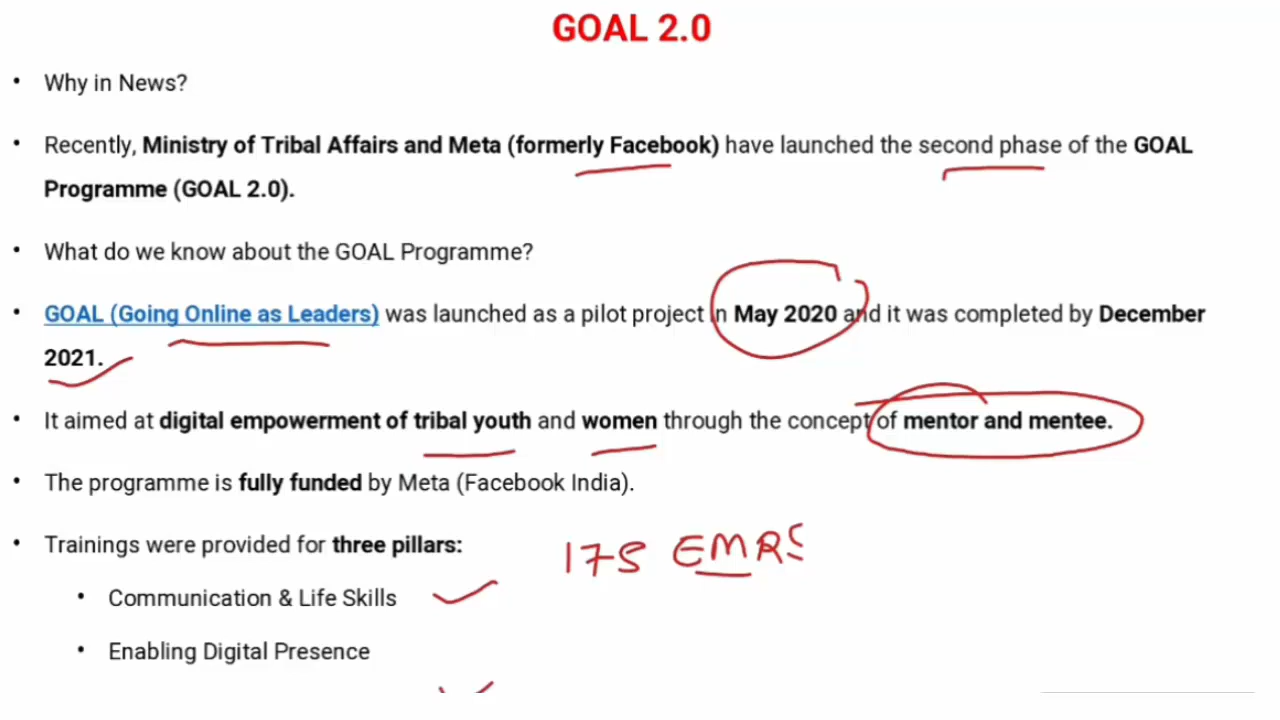 GOAL 2.0
• Why in News?
• Recently, Ministry of Tribal Affairs and Meta (formerly Facebook) have launched the second phase of the GOAL
Programme (GOAL 2.0).
• What do we know about the GOAL Programme?
• GOAL (Going Online as Leaders) was launched as a pilot project in May 2020 and it was completed by December
2021.
• It aimed at digital empowerment of tribal youth and women through the concept of mentor and mentee.
• The programme is fully funded by Meta (Facebook India).
• Trainings were provided for three pillars:
175 EMRS
• Communication & Life Skills
• Enabling Digital Presence